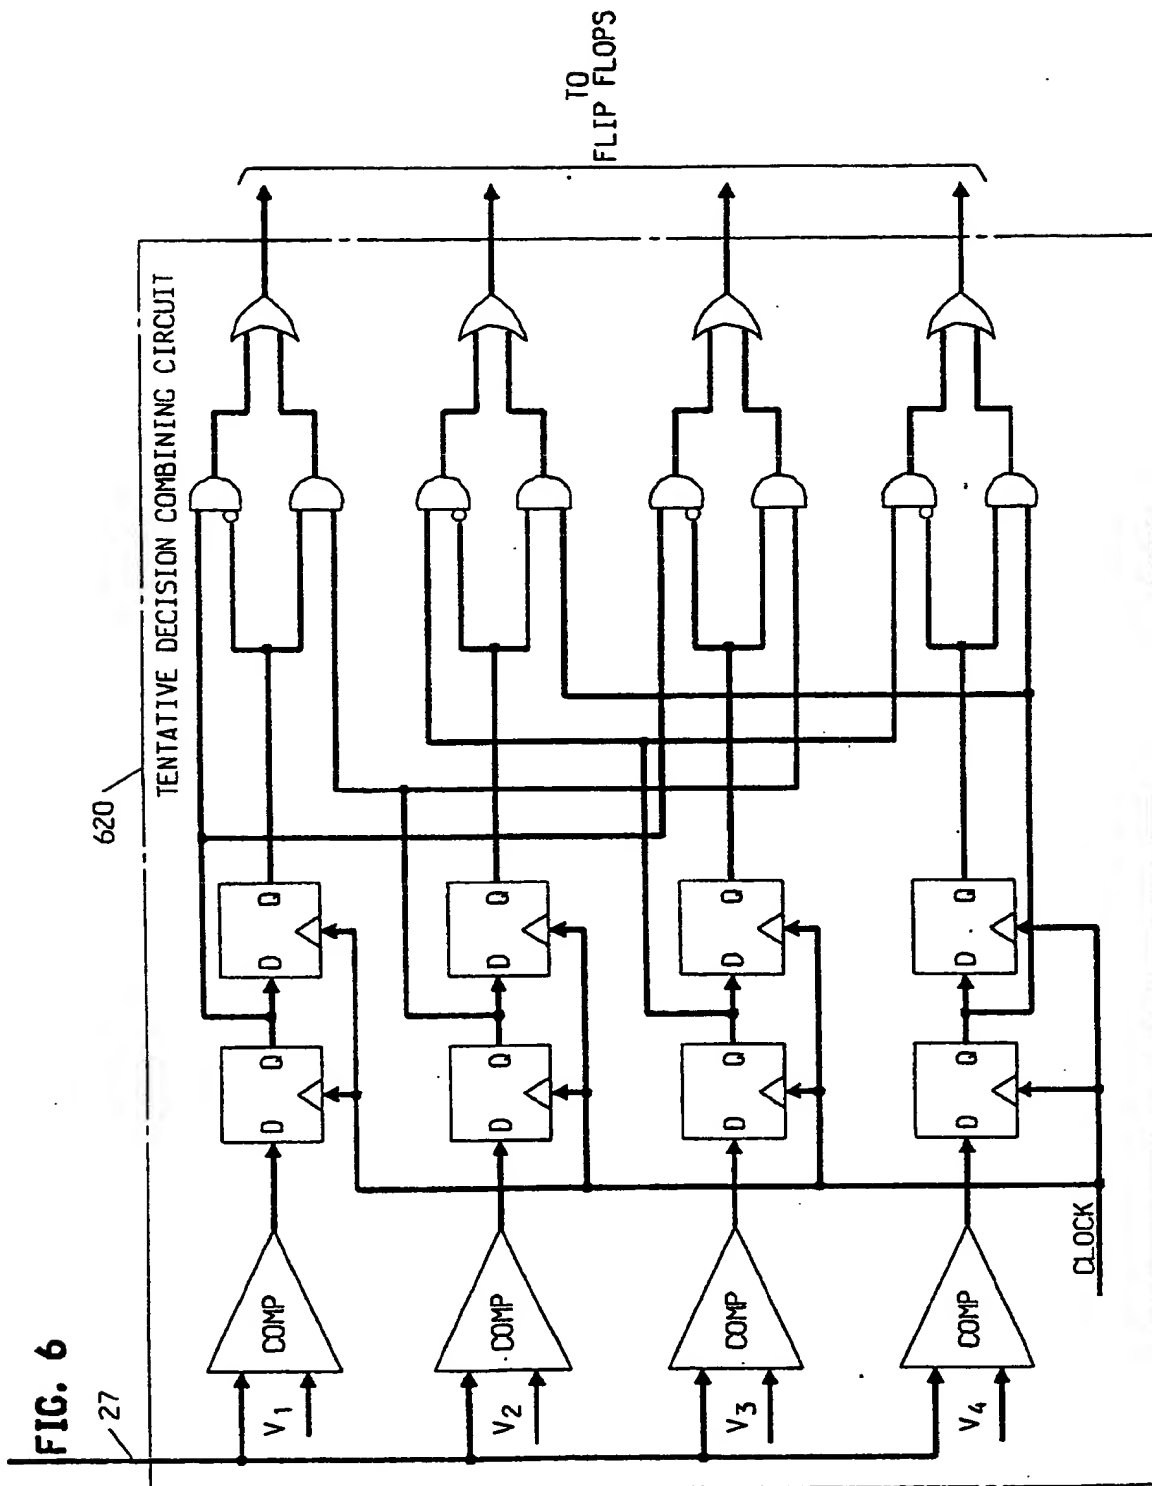 FIG. 6
27
620
TENTATIVE DECISION COMBINING CIRCUIT
V1
COMP
D Q
D Q
V2
COMP
D Q
D Q
V3
COMP
D Q
D Q
V4
COMP
D Q
D Q
CLOCK
TO
FLIP FLOPS